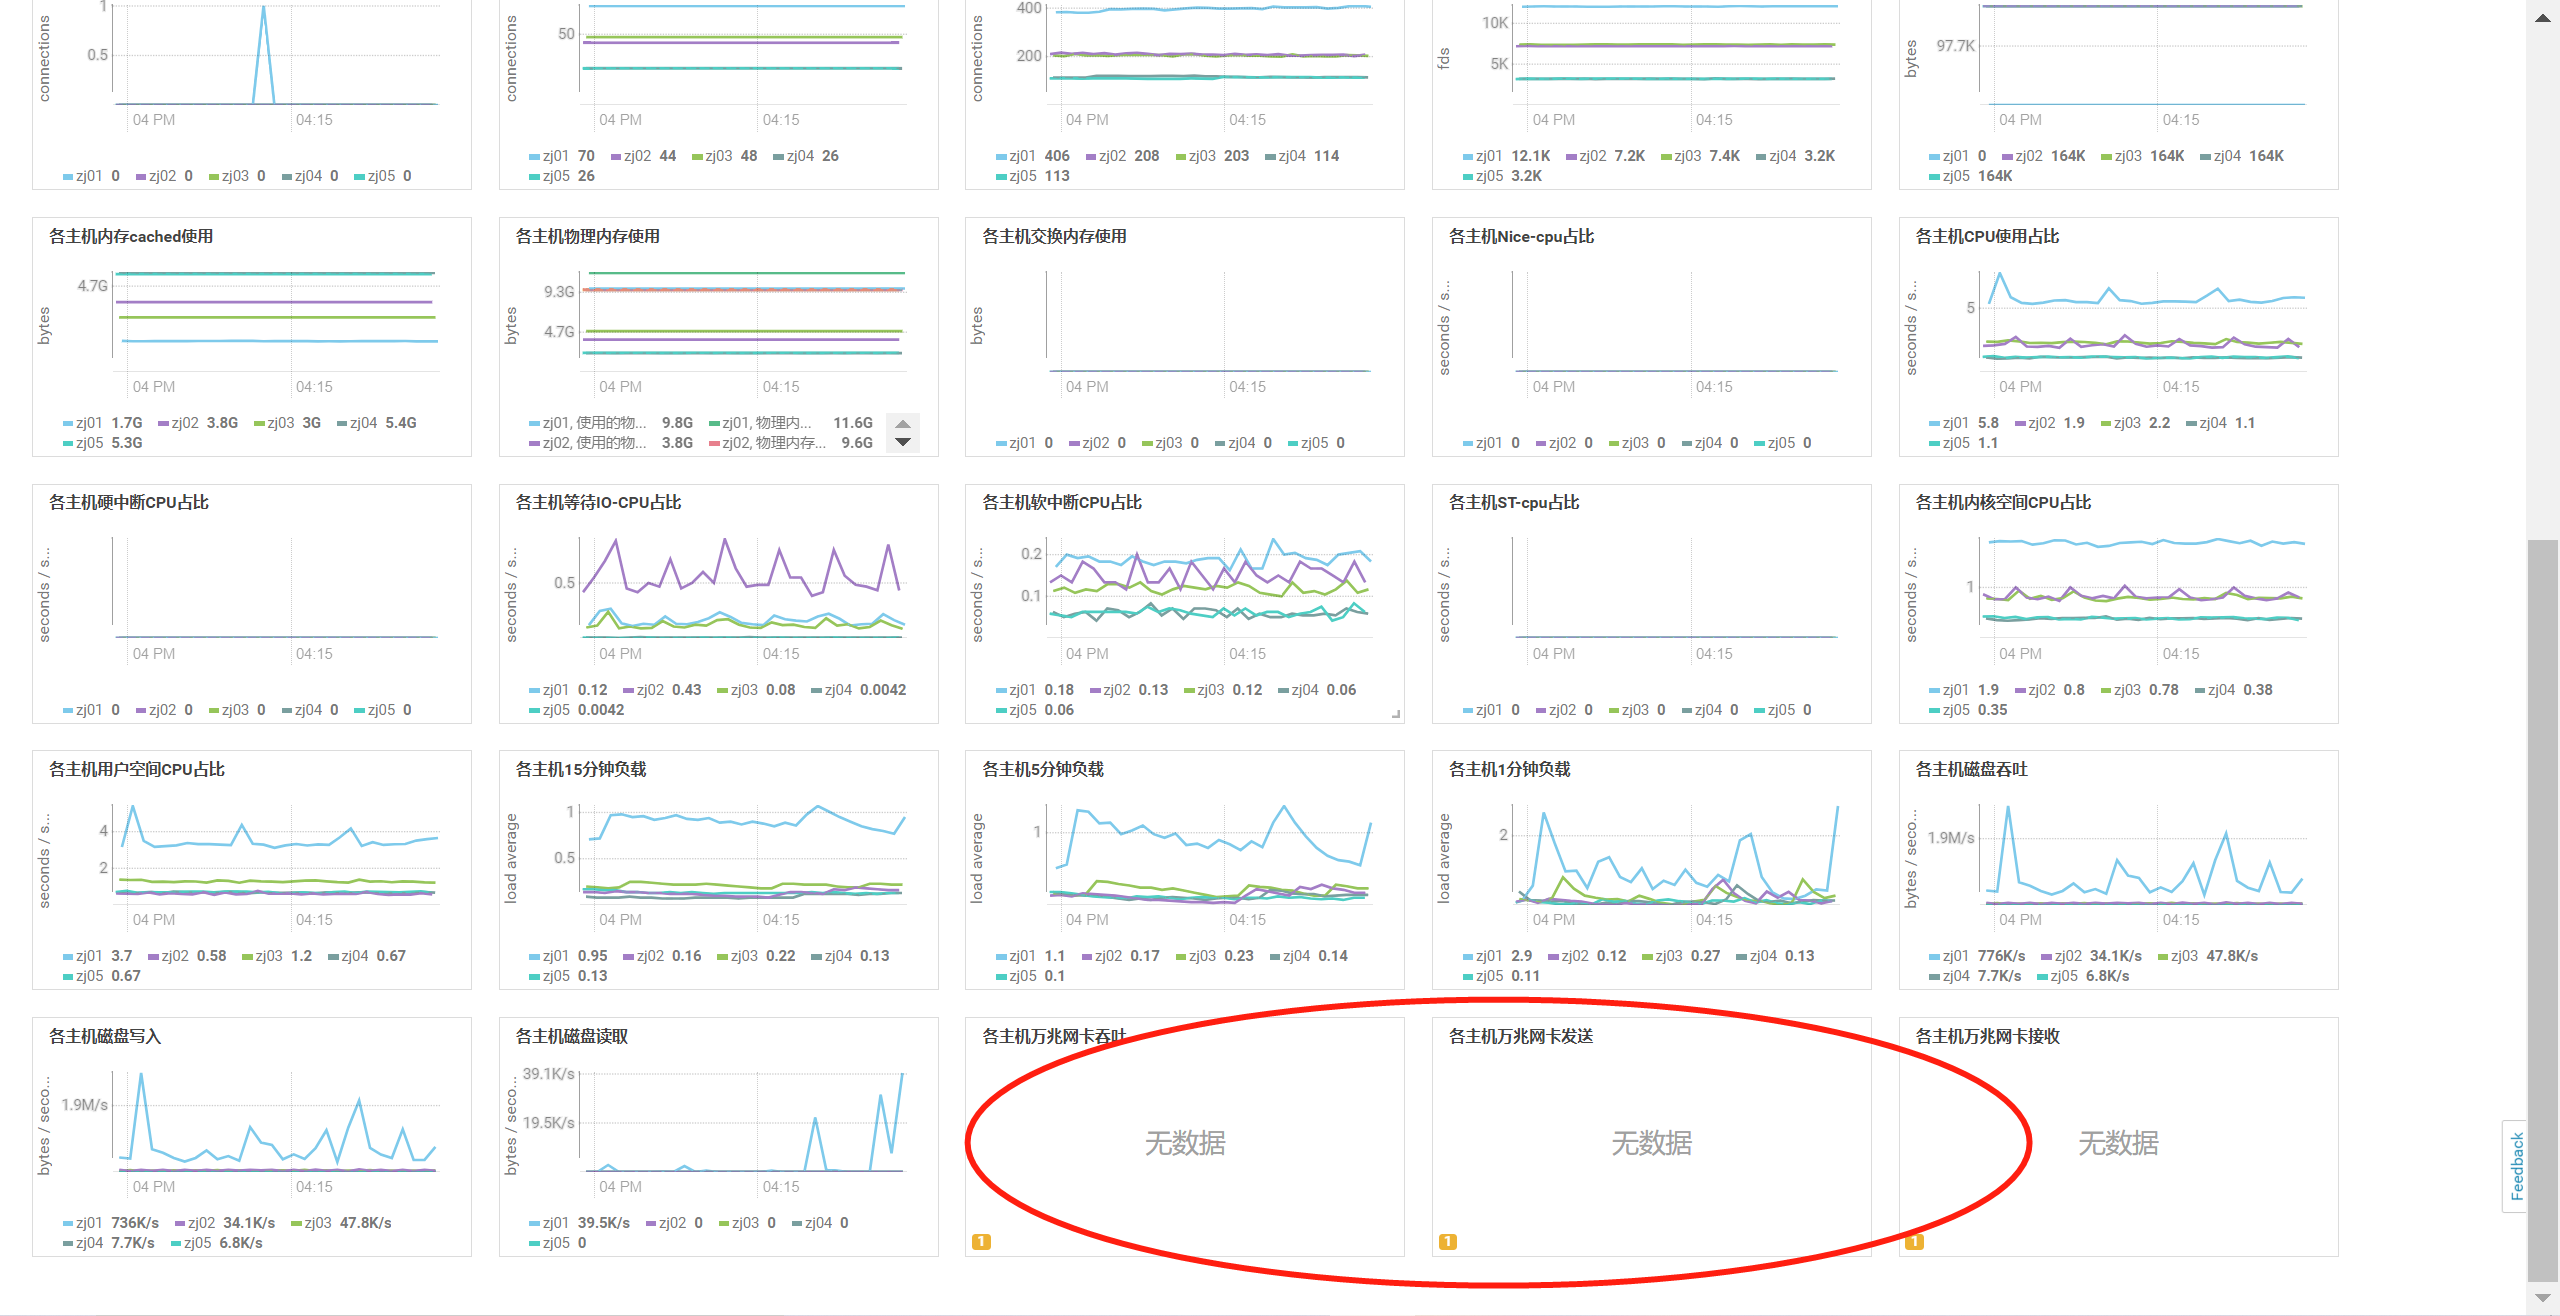 connections
1
0.5
04 PM
04:15
zj01 0 zj02 0 zj03 0 zj04 0 zj05 0
connections
50
04 PM
04:15
zj01 70 zj02 44 zj03 48 zj04 26
zj05 26
connections
400
200
04 PM
04:15
zj01 406 zj02 208 zj03 203 zj04 114
zj05 113
fds
10K
5K
04 PM
04:15
zj01 12.1K zj02 7.2K zj03 7.4K zj04 3.2K
zj05 3.2K
bytes
97.7K
04 PM
04:15
zj01 0 zj02 164K zj03 164K zj04 164K
zj05 164K
各主机内存cached使用
bytes
4.7G
04 PM
04:15
zj01 1.7G zj02 3.8G zj03 3G zj04 5.4G
zj05 5.3G
各主机物理内存使用
bytes
9.3G
4.7G
04 PM
04:15
zj01, 使用的物... 9.8G zj01, 物理内... 11.6G
zj02, 使用的物... 3.8G zj02, 物理内存... 9.6G
各主机交换内存使用
bytes
04 PM
04:15
zj01 0 zj02 0 zj03 0 zj04 0 zj05 0
各主机Nice-cpu占比
seconds / s...
04 PM
04:15
zj01 0 zj02 0 zj03 0 zj04 0 zj05 0
各主机CPU使用占比
seconds / s...
5
04 PM
04:15
zj01 5.8 zj02 1.9 zj03 2.2 zj04 1.1
zj05 1.1
各主机硬中断CPU占比
seconds / s...
04 PM
04:15
zj01 0 zj02 0 zj03 0 zj04 0 zj05 0
各主机等待IO-CPU占比
seconds / s...
0.5
04 PM
04:15
zj01 0.12 zj02 0.43 zj03 0.08 zj04 0.0042
zj05 0.0042
各主机软中断CPU占比
seconds / s...
0.2
0.1
04 PM
04:15
zj01 0.18 zj02 0.13 zj03 0.12 zj04 0.06
zj05 0.06
各主机ST-cpu占比
seconds / s...
04 PM
04:15
zj01 0 zj02 0 zj03 0 zj04 0 zj05 0
各主机内核空间CPU占比
seconds / s...
1
04 PM
04:15
zj01 1.9 zj02 0.8 zj03 0.78 zj04 0.38
zj05 0.35
各主机用户空间CPU占比
seconds / s...
4
2
04 PM
04:15
zj01 3.7 zj02 0.58 zj03 1.2 zj04 0.67
zj05 0.67
各主机15分钟负载
load average
1
0.5
04 PM
04:15
zj01 0.95 zj02 0.16 zj03 0.22 zj04 0.13
zj05 0.13
各主机5分钟负载
load average
1
04 PM
04:15
zj01 1.1 zj02 0.17 zj03 0.23 zj04 0.14
zj05 0.1
各主机1分钟负载
load average
2
04 PM
04:15
zj01 2.9 zj02 0.12 zj03 0.27 zj04 0.13
zj05 0.11
各主机磁盘吞吐
bytes / seco...
1.9M/s
04 PM
04:15
zj01 776K/s zj02 34.1K/s zj03 47.8K/s
zj04 7.7K/s zj05 6.8K/s
各主机磁盘写入
bytes / seco...
1.9M/s
04 PM
04:15
zj01 736K/s zj02 34.1K/s zj03 47.8K/s
zj04 7.7K/s zj05 6.8K/s
各主机磁盘读取
bytes / seco...
39.1K/s
19.5K/s
04 PM
04:15
zj01 39.5K/s zj02 0 zj03 0 zj04 0
zj05 0
各主机万兆网卡吞吐
无数据
1
各主机万兆网卡发送
无数据
1
各主机万兆网卡接收
无数据
1
Feedback